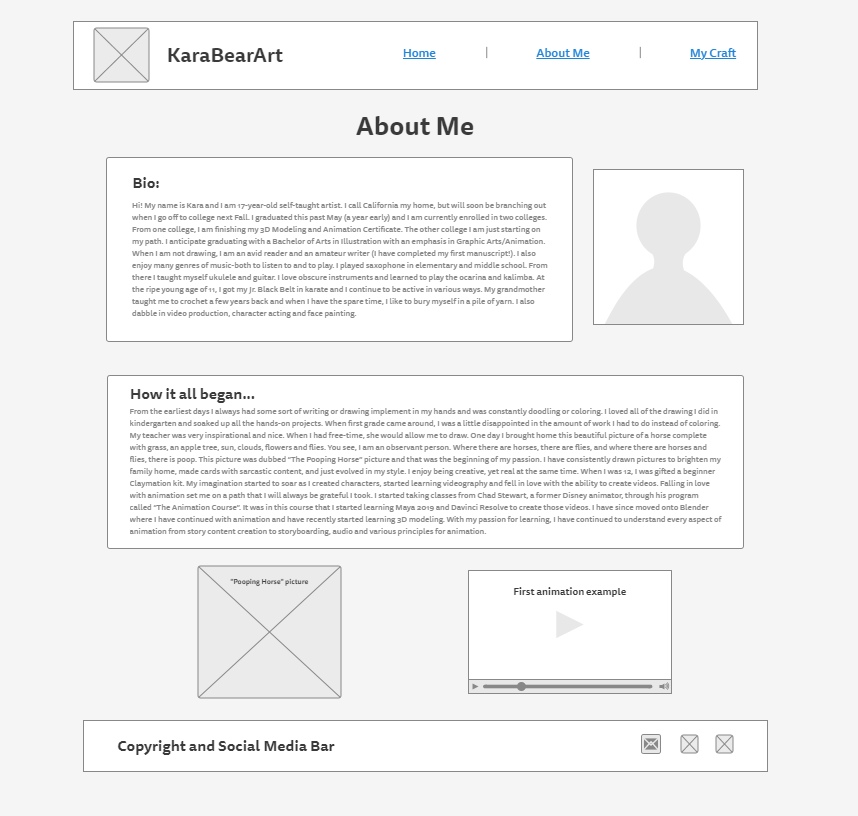 KaraBearArt
Home | About Me | My Craft
About Me
Bio:
Hi! My name is Kara and I am 17-year-old self-taught artist. I call California my home, but will soon be branching out
when I go off to college next Fall. I graduated this past May (a year early) and I am currently enrolled in two colleges.
From one college, I am finishing my 3D Modeling and Animation Certificate. The other college I am just starting on
my path. I anticipate graduating with a Bachelor of Arts in Illustration with an emphasis in Graphic Arts/Animation.
When I am not drawing, I am an avid reader and an amateur writer (I have completed my first manuscript!). I also
enjoy many genres of music-both to listen to and to play. I played saxophone in elementary and middle school. From
there I taught myself ukulele and guitar. I love obscure instruments and learned to play the ocarina and kalimba. At
the ripe young age of 11, I got my Jr. Black Belt in karate and I continue to be active in various ways. My grandmother
taught me to crochet a few years back and when I have the spare time, I like to bury myself in a pile of yarn. I also
dabble in video production, character acting and face painting.
How it all began...
From the earliest days I always had some sort of writing or drawing implement in my hands and was constantly doodling or coloring. I loved all of the drawing I did in
kindergarten and soaked up all the hands-on projects. When first grade came around, I was a little disappointed in the amount of work I had to do instead of coloring.
My teacher was very inspirational and nice. When I had free-time, she would allow me to draw. One day I brought home this beautiful picture of a horse complete
with grass, an apple tree, sun, clouds, flowers and flies. You see, I am an observant person. Where there are horses, there are flies, and where there are horses and
flies, there is poop. This picture was dubbed "The Pooping Horse" picture and that was the beginning of my passion. I have consistently drawn pictures to brighten my
family home, made cards with sarcastic content, and just evolved in my style. I enjoy being creative, yet real at the same time. When I was 12, I was gifted a beginner
Claymation kit. My imagination started to soar as I created characters, started learning videography and fell in love with the ability to create videos. Falling in love
with animation set me on a path that I will always be grateful I took. I started taking classes from Chad Stewart, a former Disney animator, through his program
called "The Animation Course". It was in this course that I started learning Maya 2019 and Davinci Resolve to create those videos. I have since moved onto Blender
where I have continued with animation and have recently started learning 3D modeling. With my passion for learning, I have continued to understand every aspect of
animation from story content creation to storyboarding, audio and various principles for animation.
"Pooping Horse" picture
First animation example
Copyright and Social Media Bar